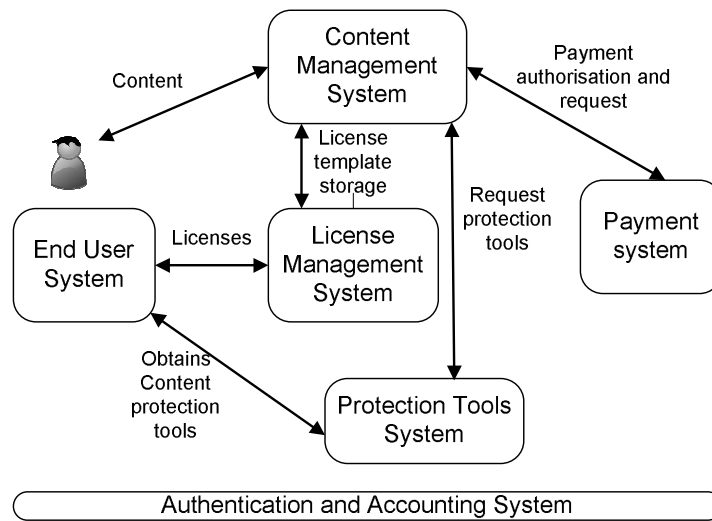 Content
Management
System
Payment
authorisation and
request
Content
License
template
storage
Request
protection
tools
Payment
system
End User
System
Licenses
License
Management
System
Obtains
Content
protection
tools
Protection Tools
System
Authentication and Accounting System